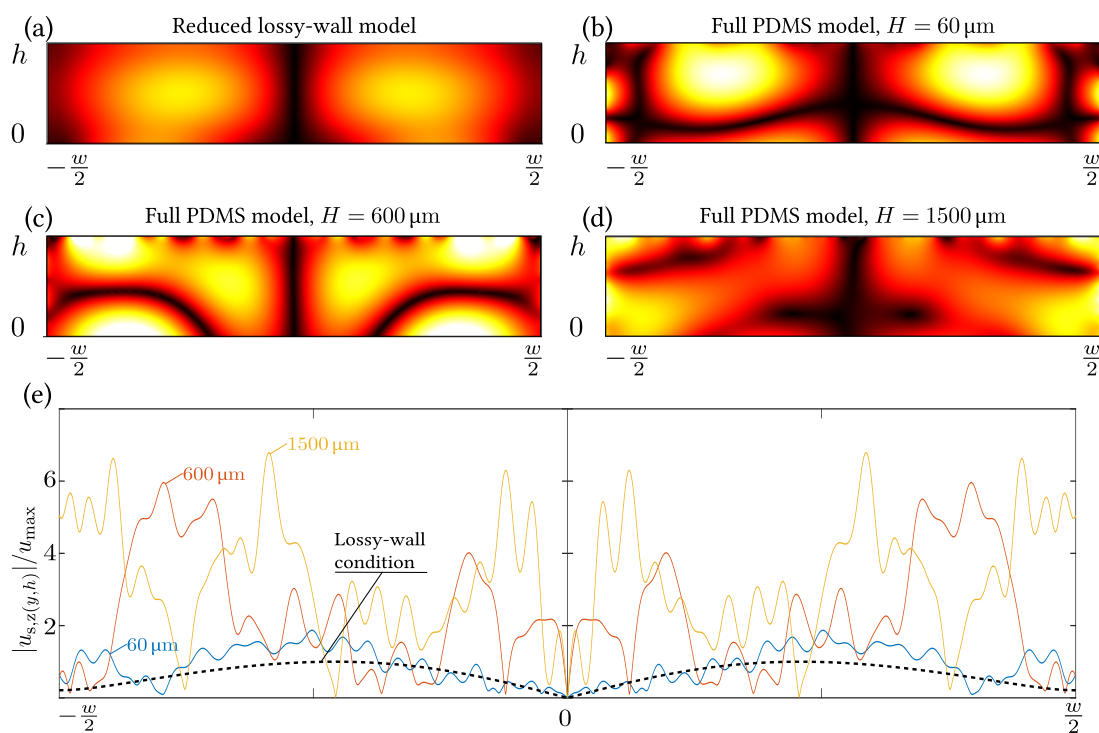 (a) Reduced lossy-wall model
h
0
−w/2
w/2
(b) Full PDMS model, H = 60 µm
h
0
−w/2
w/2
(c) Full PDMS model, H = 600 µm
h
0
−w/2
w/2
(d) Full PDMS model, H = 1500 µm
h
0
−w/2
w/2
(e)
|u_{s,z}(y,h)|/u_max
6
4
2
1500 µm
600 µm
Lossy-wall
condition
60 µm
−w/2
0
w/2